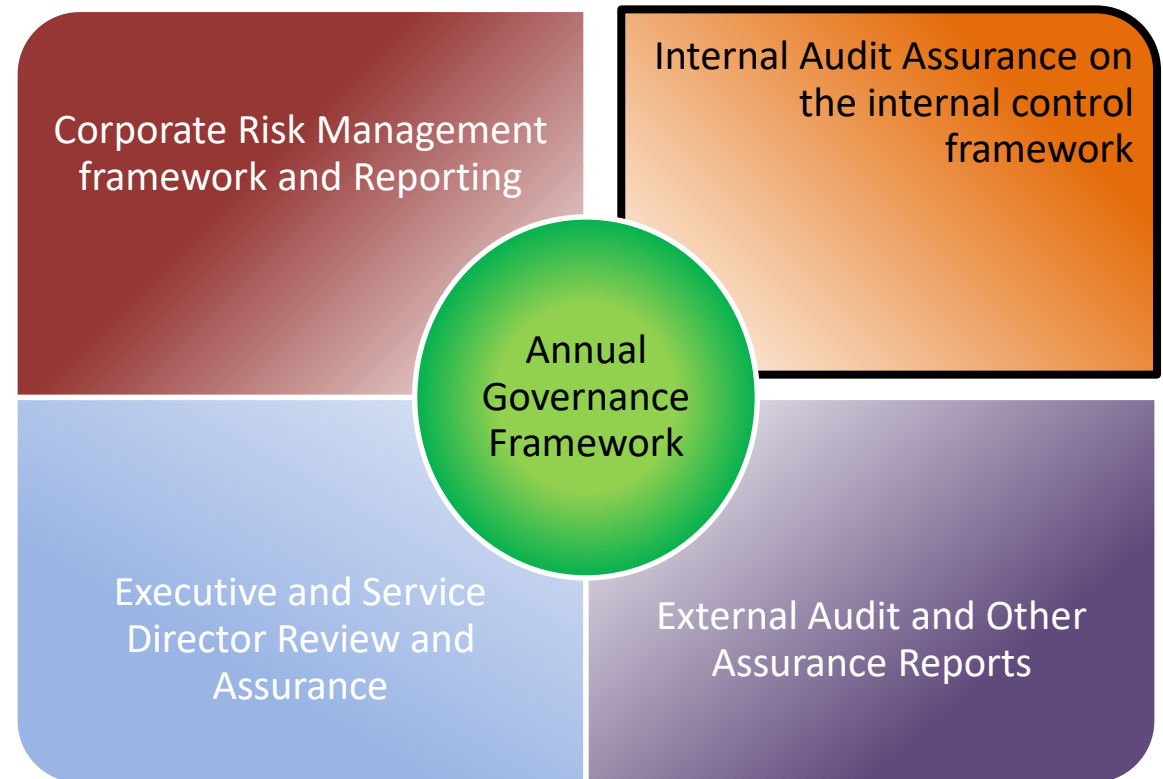 Corporate Risk Management
framework and Reporting
Internal Audit Assurance on
the internal control
framework
Annual
Governance
Framework
Executive and Service
Director Review and
Assurance
External Audit and Other
Assurance Reports